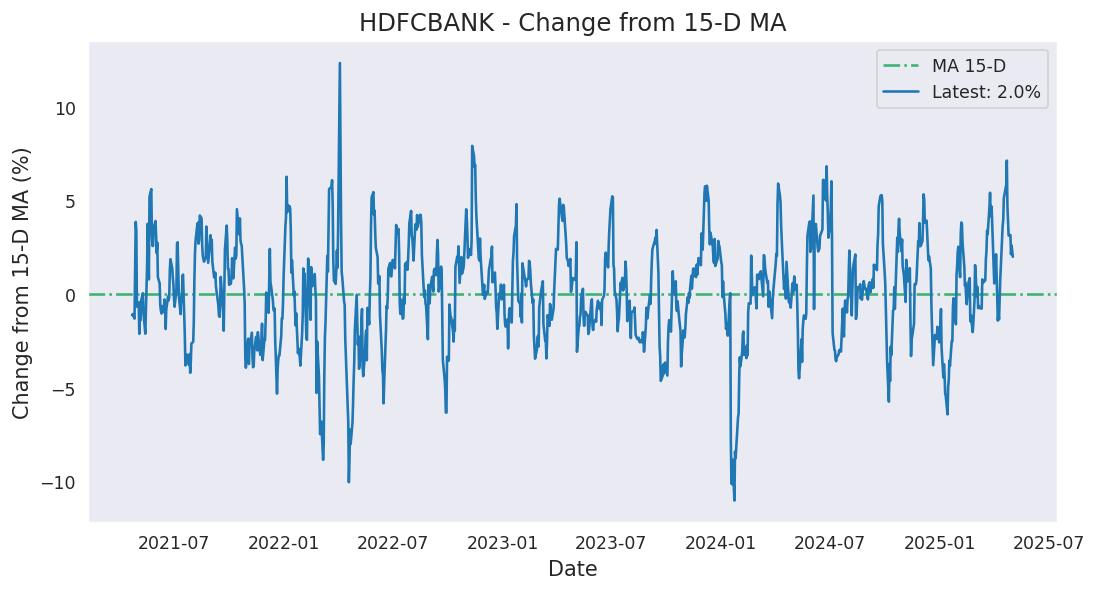 HDFCBANK - Change from 15-D MA
MA 15-D
Latest: 2.0%
Change from 15-D MA (%)
10
5
0
−5
−10
2021-07 2022-01 2022-07 2023-01 2023-07 2024-01 2024-07 2025-01 2025-07
Date